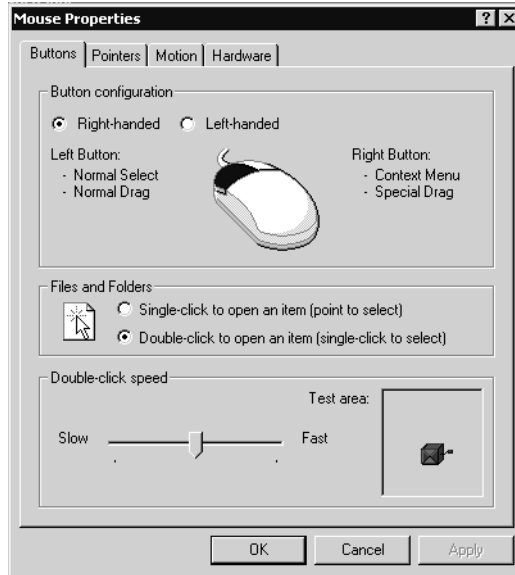 Mouse Properties
Buttons Pointers Motion Hardware
Button configuration
Right-handed Left-handed
Left Button: Right Button:
- Normal Select - Context Menu
- Normal Drag - Special Drag
Files and Folders
Single-click to open an item (point to select)
Double-click to open an item (single-click to select)
Double-click speed
Test area:
Slow Fast
OK Cancel Apply